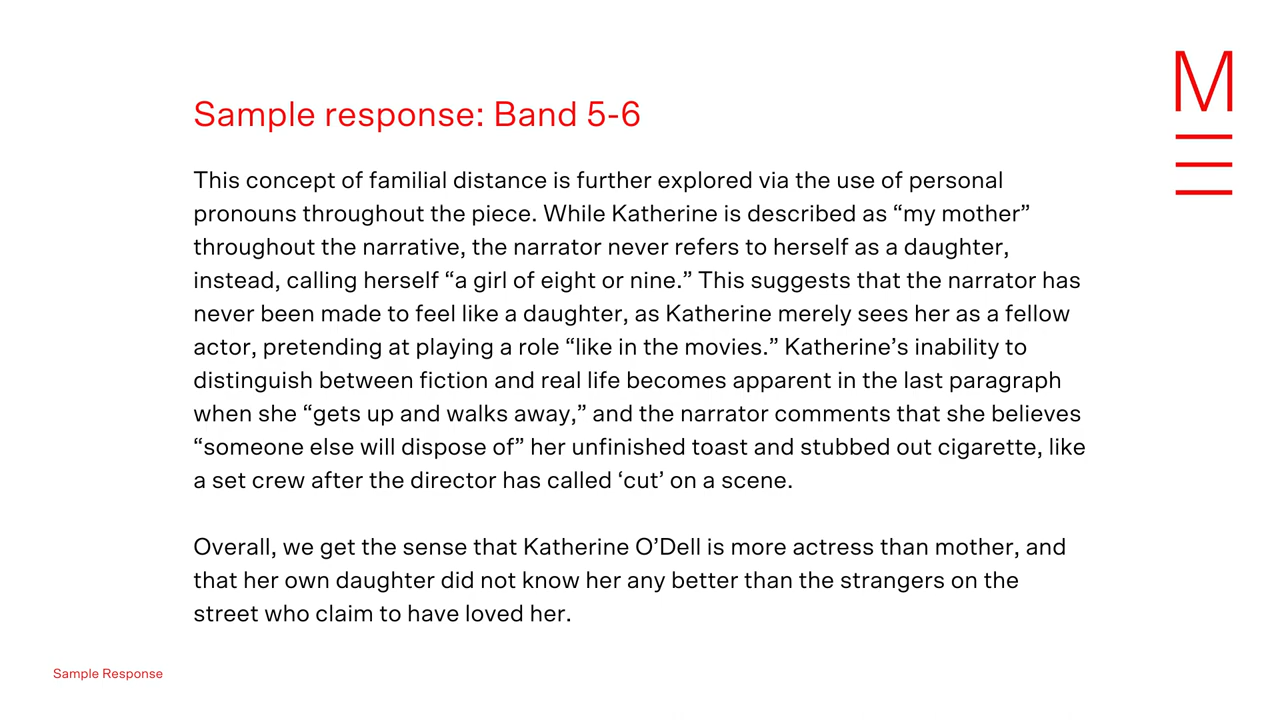 Sample response: Band 5-6
This concept of familial distance is further explored via the use of personal
pronouns throughout the piece. While Katherine is described as “my mother”
throughout the narrative, the narrator never refers to herself as a daughter,
instead, calling herself “a girl of eight or nine.” This suggests that the narrator has
never been made to feel like a daughter, as Katherine merely sees her as a fellow
actor, pretending at playing a role “like in the movies.” Katherine’s inability to
distinguish between fiction and real life becomes apparent in the last paragraph
when she “gets up and walks away,” and the narrator comments that she believes
“someone else will dispose of” her unfinished toast and stubbed out cigarette, like
a set crew after the director has called ‘cut’ on a scene.
Overall, we get the sense that Katherine O’Dell is more actress than mother, and
that her own daughter did not know her any better than the strangers on the
street who claim to have loved her.
Sample Response
M